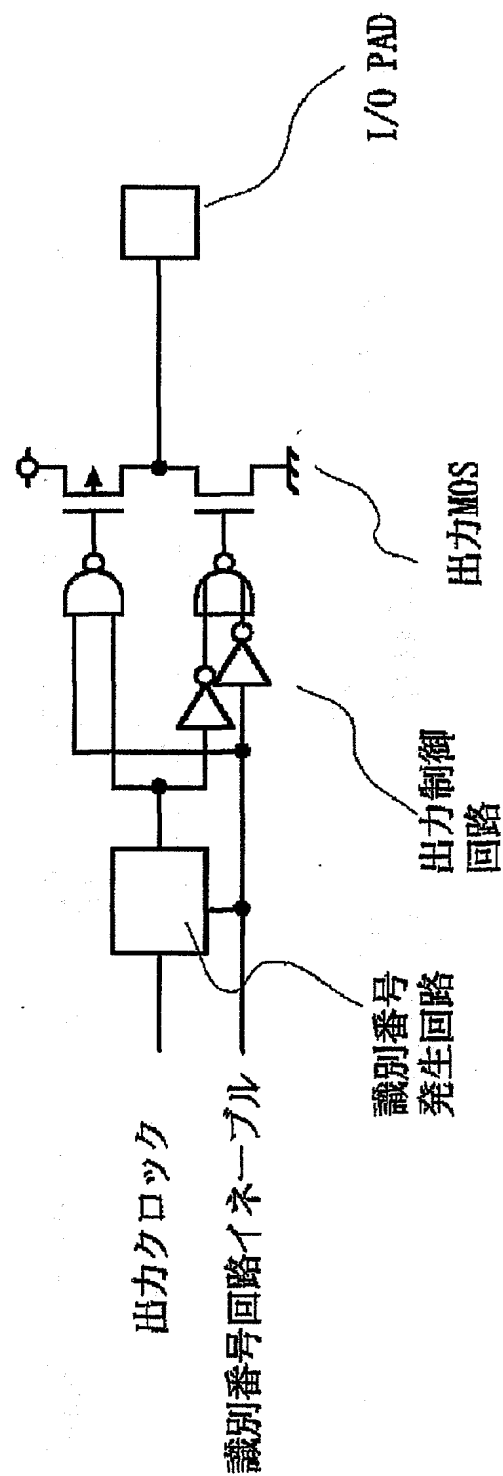 出力クロック
識別番号回路イネーブル
識別番号
発生回路
出力制御
回路
出力MOS
I/O PAD